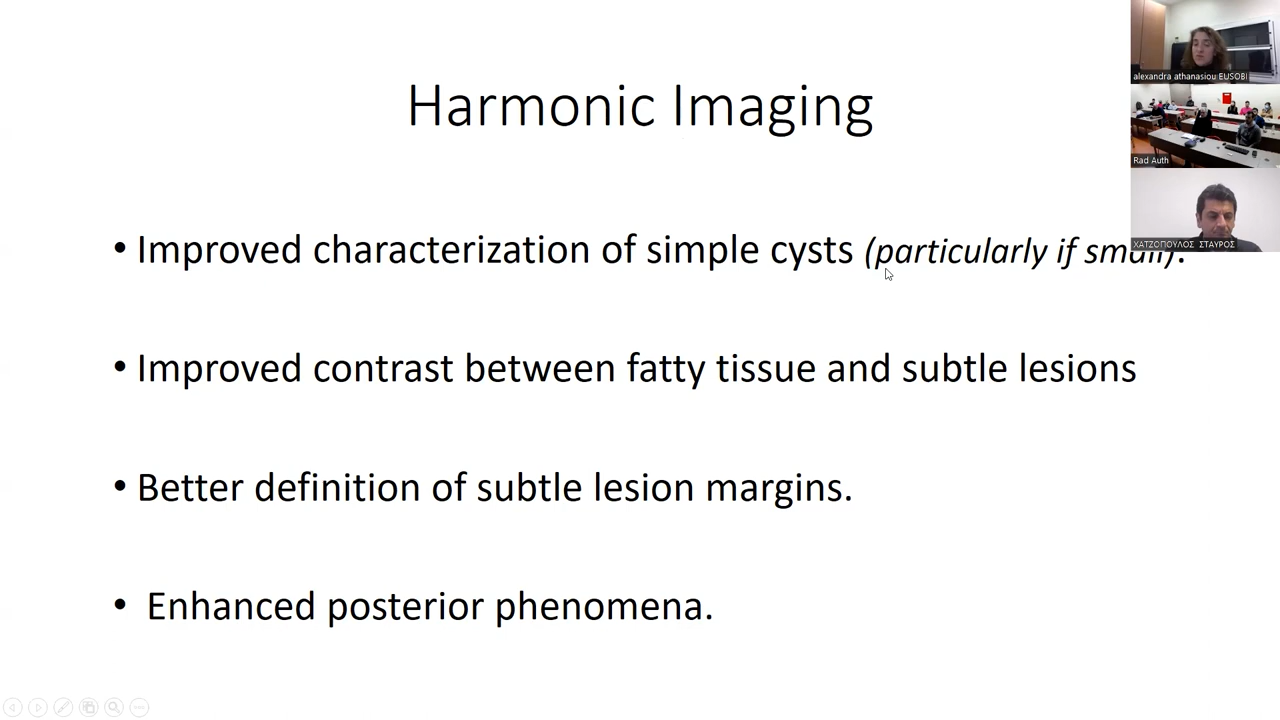 Harmonic Imaging
• Improved characterization of simple cysts (particularly if small).
• Improved contrast between fatty tissue and subtle lesions
• Better definition of subtle lesion margins.
• Enhanced posterior phenomena.
alexandra athanasiou EUSOBI
Rad Auth
ΧΑΤΖΟΠΟΥΛΟΣ ΣΤΑΥΡΟΣ